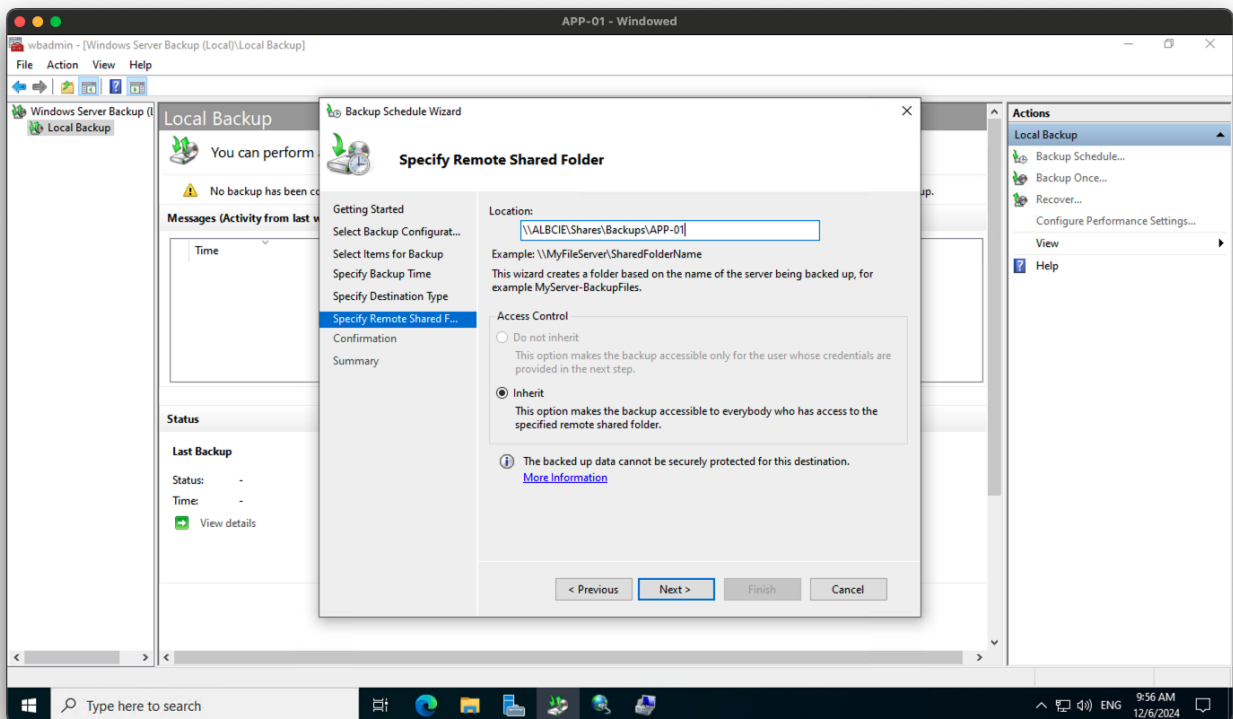 APP-01 - Windowed
wbadmin - [Windows Server Backup (Local)\Local Backup]
File Action View Help
Windows Server Backup (L
Local Backup
Local Backup
You can perform
No backup has been co
up.
Messages (Activity from last w
Time
Status
Last Backup
Status: -
Time: -
View details
Backup Schedule Wizard
Specify Remote Shared Folder
Getting Started
Select Backup Configurat...
Select Items for Backup
Specify Backup Time
Specify Destination Type
Specify Remote Shared F...
Confirmation
Summary
Location:
\\ALBCIE\Shares\Backups\APP-01
Example: \\MyFileServer\SharedFolderName
This wizard creates a folder based on the name of the server being backed up, for
example MyServer-BackupFiles.
Access Control
Do not inherit
This option makes the backup accessible only for the user whose credentials are
provided in the next step.
Inherit
This option makes the backup accessible to everybody who has access to the
specified remote shared folder.
The backed up data cannot be securely protected for this destination.
More Information
< Previous Next > Finish Cancel
Actions
Local Backup
Backup Schedule...
Backup Once...
Recover...
Configure Performance Settings...
View
Help
Type here to search
ENG
9:56 AM
12/6/2024